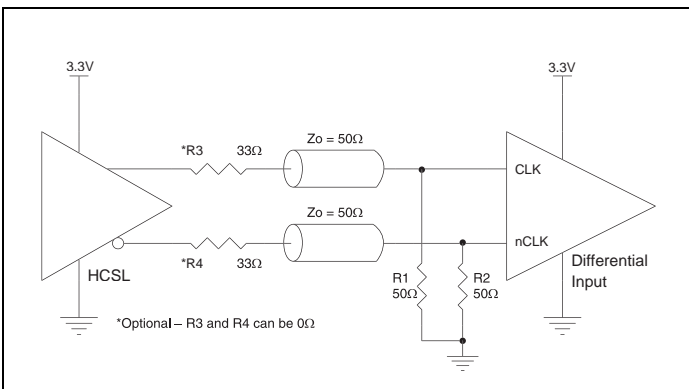 3.3V
3.3V
*R3 33Ω
Zo = 50Ω
CLK
Zo = 50Ω
nCLK
*R4 33Ω
HCSL
R1
50Ω
R2
50Ω
Differential
Input
*Optional – R3 and R4 can be 0Ω